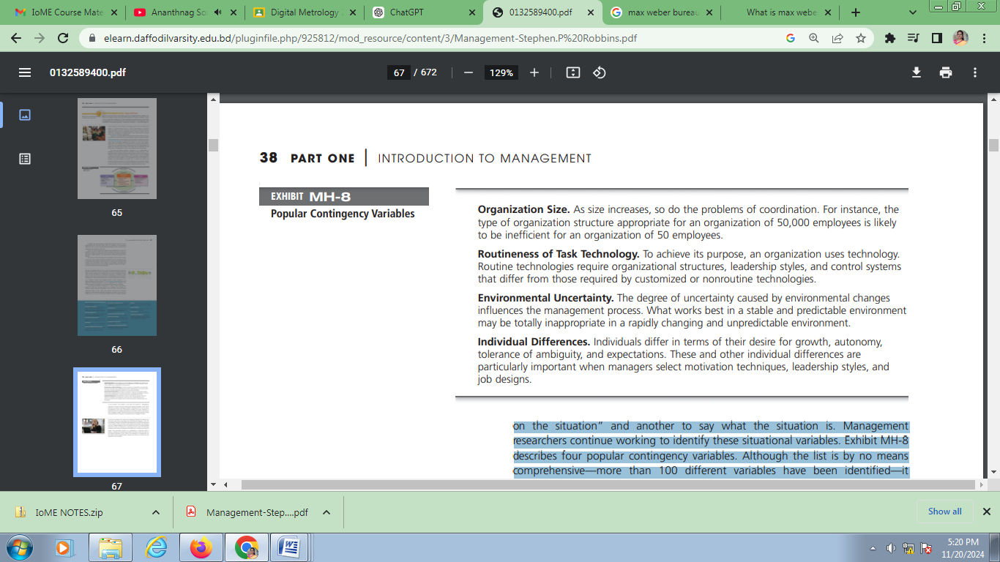 IoME Course Mate
Ananthnag So
Digital Metrology
ChatGPT
0132589400.pdf
max weber bureau
What is max webe
elearn.daffodilvarsity.edu.bd/pluginfile.php/925812/mod_resource/content/3/Management-Stephen.P%20Robbins.pdf
0132589400.pdf
67 / 672
129%
65
66
67
38 PART ONE | INTRODUCTION TO MANAGEMENT
EXHIBIT MH-8
Popular Contingency Variables
Organization Size. As size increases, so do the problems of coordination. For instance, the
type of organization structure appropriate for an organization of 50,000 employees is likely
to be inefficient for an organization of 50 employees.
Routineness of Task Technology. To achieve its purpose, an organization uses technology.
Routine technologies require organizational structures, leadership styles, and control systems
that differ from those required by customized or nonroutine technologies.
Environmental Uncertainty. The degree of uncertainty caused by environmental changes
influences the management process. What works best in a stable and predictable environment
may be totally inappropriate in a rapidly changing and unpredictable environment.
Individual Differences. Individuals differ in terms of their desire for growth, autonomy,
tolerance of ambiguity, and expectations. These and other individual differences are
particularly important when managers select motivation techniques, leadership styles, and
job designs.
on the situation” and another to say what the situation is. Management
researchers continue working to identify these situational variables. Exhibit MH-8
describes four popular contingency variables. Although the list is by no means
comprehensive—more than 100 different variables have been identified—it
IoME NOTES.zip
Management-Step....pdf
Show all
5:20 PM
11/20/2024